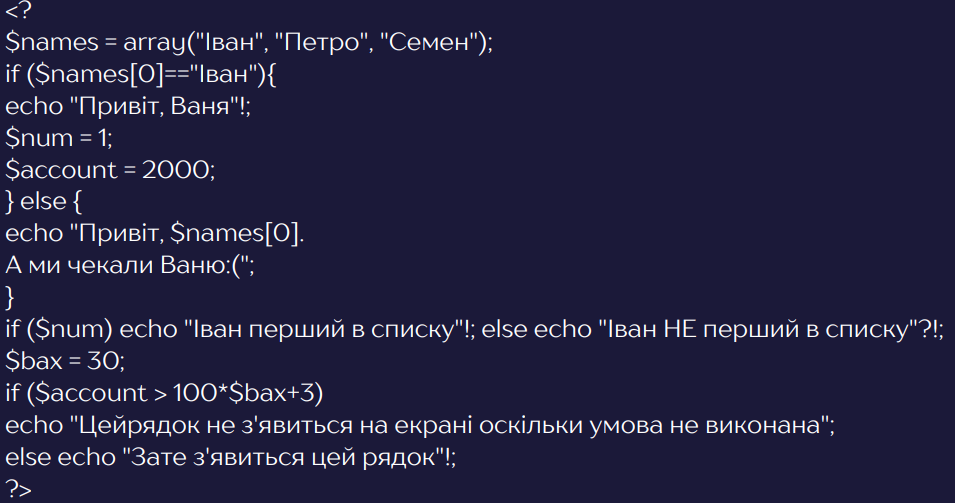 <?
$names = array("Іван", "Петро", "Семен");
if ($names[0]=="Іван"){
echo "Привіт, Ваня"!;
$num = 1;
$account = 2000;
} else {
echo "Привіт, $names[0].
А ми чекали Ваню:(";
}
if ($num) echo "Іван перший в списку"!; else echo "Іван НЕ перший в списку"?!;
$bax = 30;
if ($account > 100*$bax+3)
echo "Цейрядок не з'явиться на екрані оскільки умова не виконана";
else echo "Зате з'явиться цей рядок"!;
?>